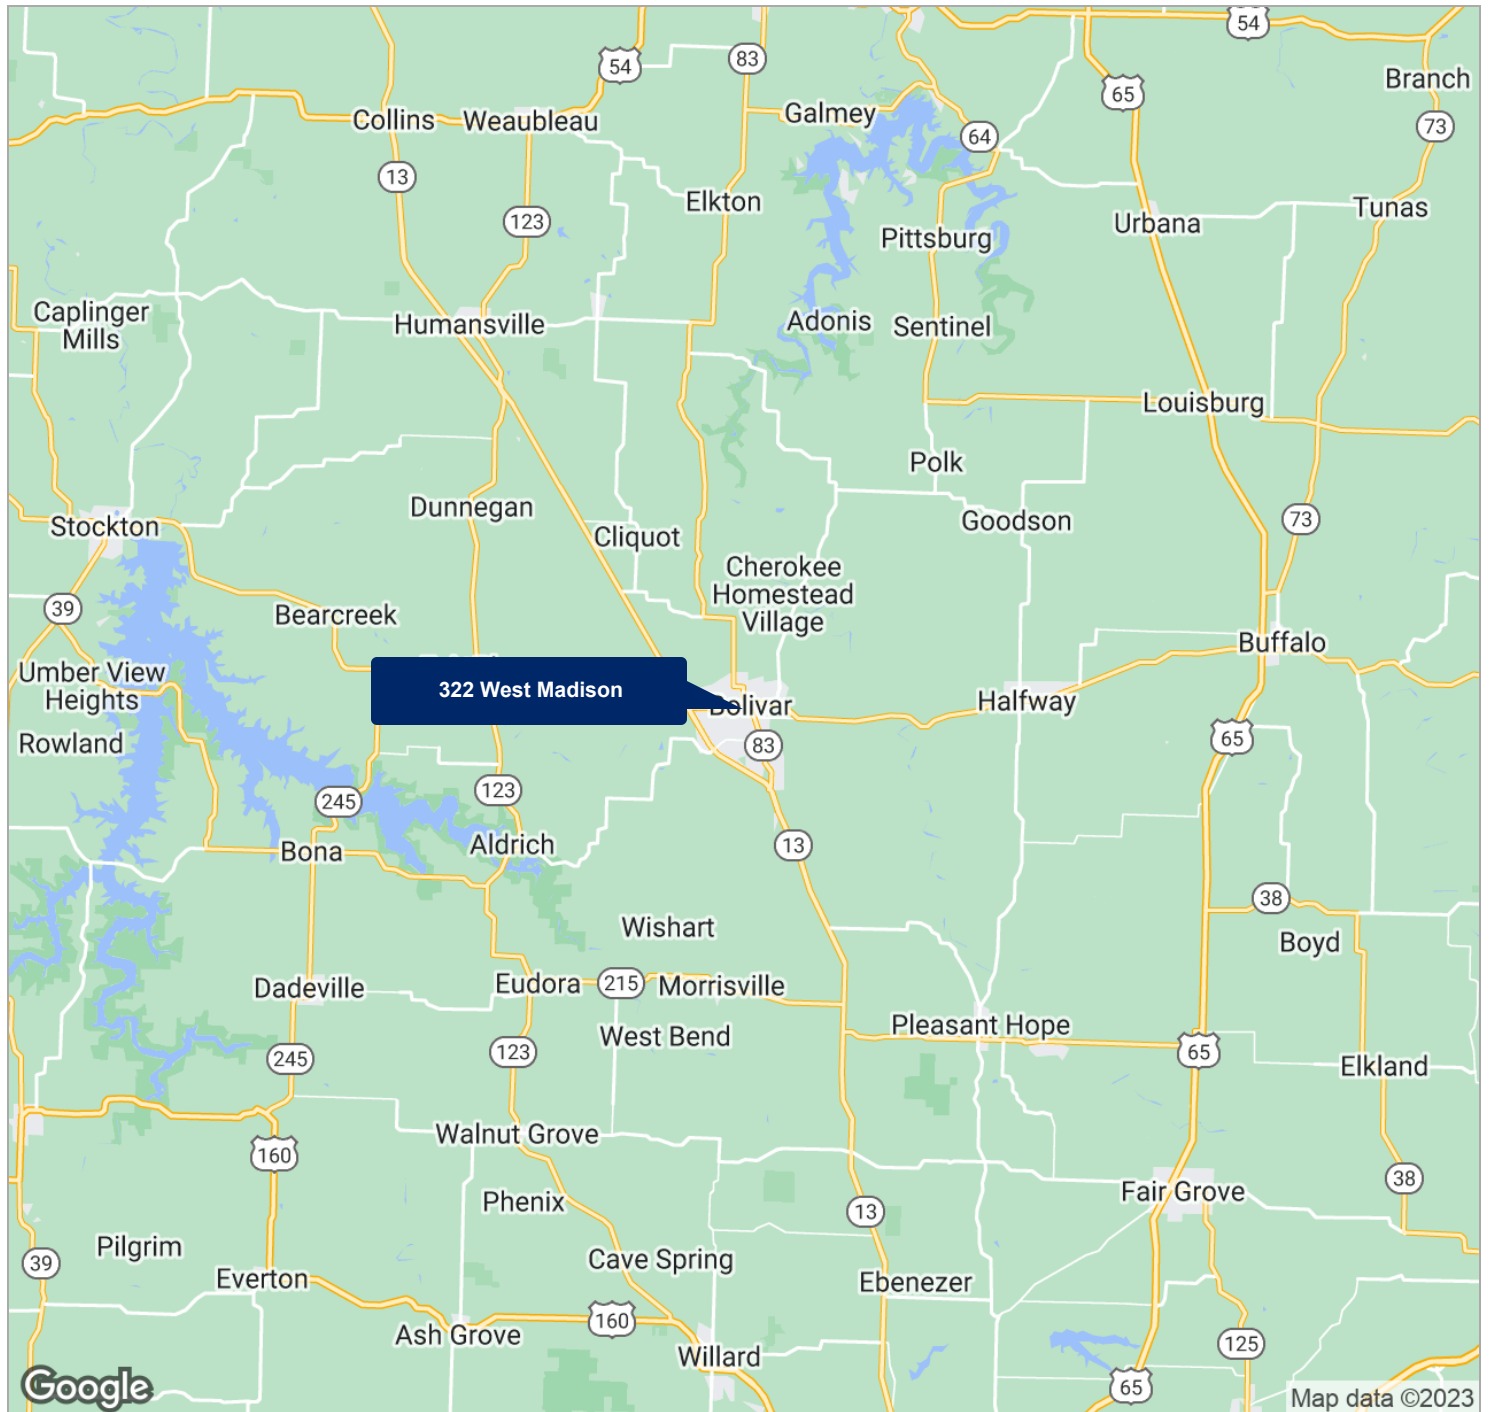 54
54
83
65
Branch
Collins
Weaubleau
Galmey
64
73
13
Elkton
123
Urbana
Tunas
Pittsburg
Caplinger
Mills
Humansville
Adonis
Sentinel
Louisburg
Polk
Dunnegan
Stockton
Cliquot
Goodson
73
Cherokee
Homestead
Village
39
Bearcreek
Buffalo
Umber View
Heights
322 West Madison
Bolivar
Halfway
Rowland
83
65
245
123
Bona
Aldrich
13
38
Wishart
Boyd
Dadeville
Eudora
215
Morrisville
West Bend
Pleasant Hope
245
123
65
Elkland
Walnut Grove
160
Phenix
Fair Grove
38
13
Pilgrim
39
Everton
Cave Spring
Ebenezer
Ash Grove
160
Willard
125
65
Google
Map data ©2023